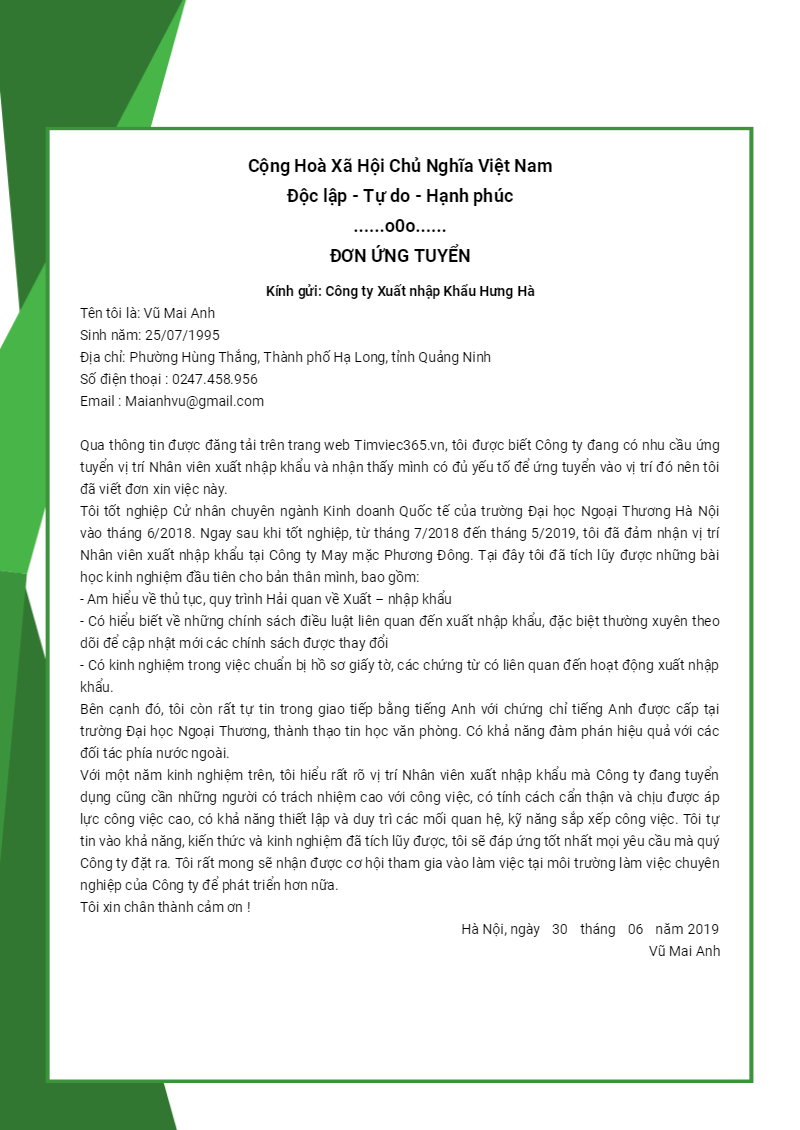 Cộng Hoà Xã Hội Chủ Nghĩa Việt Nam
Độc lập - Tự do - Hạnh phúc
......o0o......
ĐƠN ỨNG TUYỂN
Kính gửi: Công ty Xuất nhập Khẩu Hưng Hà
Tên tôi là: Vũ Mai Anh
Sinh năm: 25/07/1995
Địa chỉ: Phường Hùng Thắng, Thành phố Hạ Long, tỉnh Quảng Ninh
Số điện thoại : 0247.458.956
Email : Maianhvu@gmail.com
Qua thông tin được đăng tải trên trang web Timviec365.vn, tôi được biết Công ty đang có nhu cầu ứng
tuyển vị trí Nhân viên xuất nhập khẩu và nhận thấy mình có đủ yếu tố để ứng tuyển vào vị trí đó nên tôi
đã viết đơn xin việc này.
Tôi tốt nghiệp Cử nhân chuyên ngành Kinh doanh Quốc tế của trường Đại học Ngoại Thương Hà Nội
vào tháng 6/2018. Ngay sau khi tốt nghiệp, từ tháng 7/2018 đến tháng 5/2019, tôi đã đảm nhận vị trí
Nhân viên xuất nhập khẩu tại Công ty May mặc Phương Đông. Tại đây tôi đã tích lũy được những bài
học kinh nghiệm đầu tiên cho bản thân mình, bao gồm:
- Am hiểu về thủ tục, quy trình Hải quan về Xuất – nhập khẩu
- Có hiểu biết về những chính sách điều luật liên quan đến xuất nhập khẩu, đặc biệt thường xuyên theo
dõi để cập nhật mới các chính sách được thay đổi
- Có kinh nghiệm trong việc chuẩn bị hồ sơ giấy tờ, các chứng từ có liên quan đến hoạt động xuất nhập
khẩu.
Bên cạnh đó, tôi còn rất tự tin trong giao tiếp bằng tiếng Anh với chứng chỉ tiếng Anh được cấp tại
trường Đại học Ngoại Thương, thành thạo tin học văn phòng. Có khả năng đàm phán hiệu quả với các
đối tác phía nước ngoài.
Với một năm kinh nghiệm trên, tôi hiểu rất rõ vị trí Nhân viên xuất nhập khẩu mà Công ty đang tuyển
dụng cũng cần những người có trách nhiệm cao với công việc, có tính cách cẩn thận và chịu được áp
lực công việc cao, có khả năng thiết lập và duy trì các mối quan hệ, kỹ năng sắp xếp công việc. Tôi tự
tin vào khả năng, kiến thức và kinh nghiệm đã tích lũy được, tôi sẽ đáp ứng tốt nhất mọi yêu cầu mà quý
Công ty đặt ra. Tôi rất mong sẽ nhận được cơ hội tham gia vào làm việc tại môi trường làm việc chuyên
nghiệp của Công ty để phát triển hơn nữa.
Tôi xin chân thành cảm ơn !
Hà Nội, ngày 30 tháng 06 năm 2019
Vũ Mai Anh